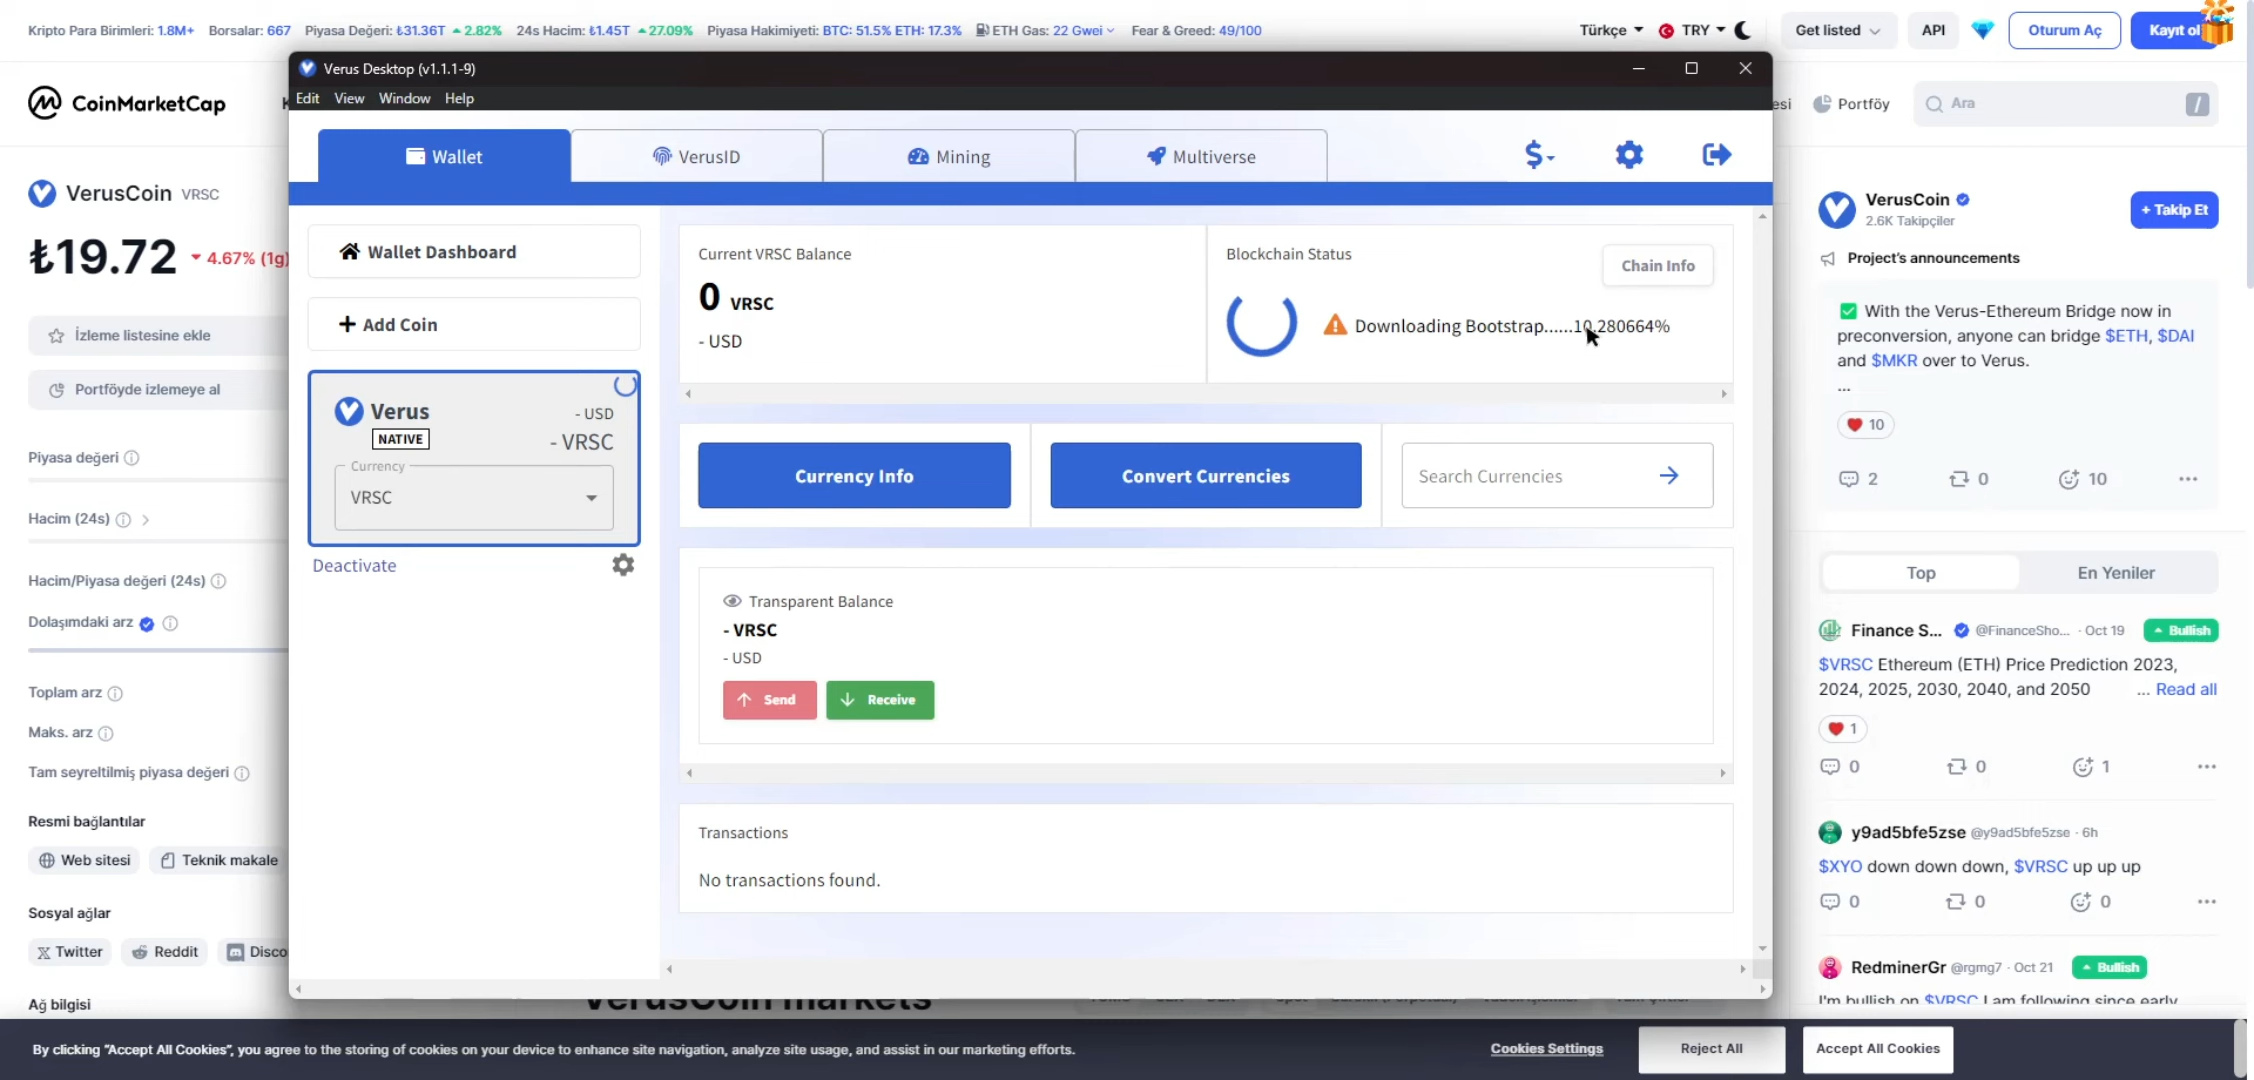 Kripto Para Birimleri: 1.8M+ Borsalar: 667 Piyasa Değeri: ₺31.36T 2.82% 24s Hacim: ₺1.45T 27.09% Piyasa Hakimiyeti: BTC: 51.5% ETH: 17.3% ETH Gas: 22 Gwei Fear & Greed: 49/100
Türkçe TRY Get listed API Oturum Aç Kayıt ol
CoinMarketCap
Portföy Ara /
VerusCoin VRSC
₺19.72 4.67% (1g)
İzleme listesine ekle
Portföyde izlemeye al
Piyasa değeri
Hacim (24s)
Hacim/Piyasa değeri (24s)
Dolaşımdaki arz
Toplam arz
Maks. arz
Tam seyreltilmiş piyasa değeri
Resmi bağlantılar
Web sitesi Teknik makale
Sosyal ağlar
Twitter Reddit Disco
Ağ bilgisi
Verus Desktop (v1.1.1-9)
Edit View Window Help
Wallet VerusID Mining Multiverse
Wallet Dashboard
+ Add Coin
Verus - USD
NATIVE - VRSC
Currency
VRSC
Deactivate
Current VRSC Balance
0 VRSC
- USD
Blockchain Status
Chain Info
Downloading Bootstrap......10.280664%
Currency Info Convert Currencies Search Currencies
Transparent Balance
- VRSC
- USD
Send Receive
Transactions
No transactions found.
VerusCoin markets
VerusCoin
2.6K Takipçiler
+ Takip Et
Project's announcements
With the Verus-Ethereum Bridge now in
preconversion, anyone can bridge $ETH, $DAI
and $MKR over to Verus.
...
10
2 0 10
Top En Yeniler
Finance S... @FinanceSho... · Oct 19 Bullish
$VRSC Ethereum (ETH) Price Prediction 2023,
2024, 2025, 2030, 2040, and 2050 ... Read all
1
0 0 1
y9ad5bfe5zse @y9ad5bfe5zse · 6h
$XYO down down down, $VRSC up up up
0 0 0
RedminerGr @rgmg7 · Oct 21 Bullish
I'm bullish on $VRSC I am following since early
By clicking "Accept All Cookies", you agree to the storing of cookies on your device to enhance site navigation, analyze site usage, and assist in our marketing efforts.
Cookies Settings Reject All Accept All Cookies